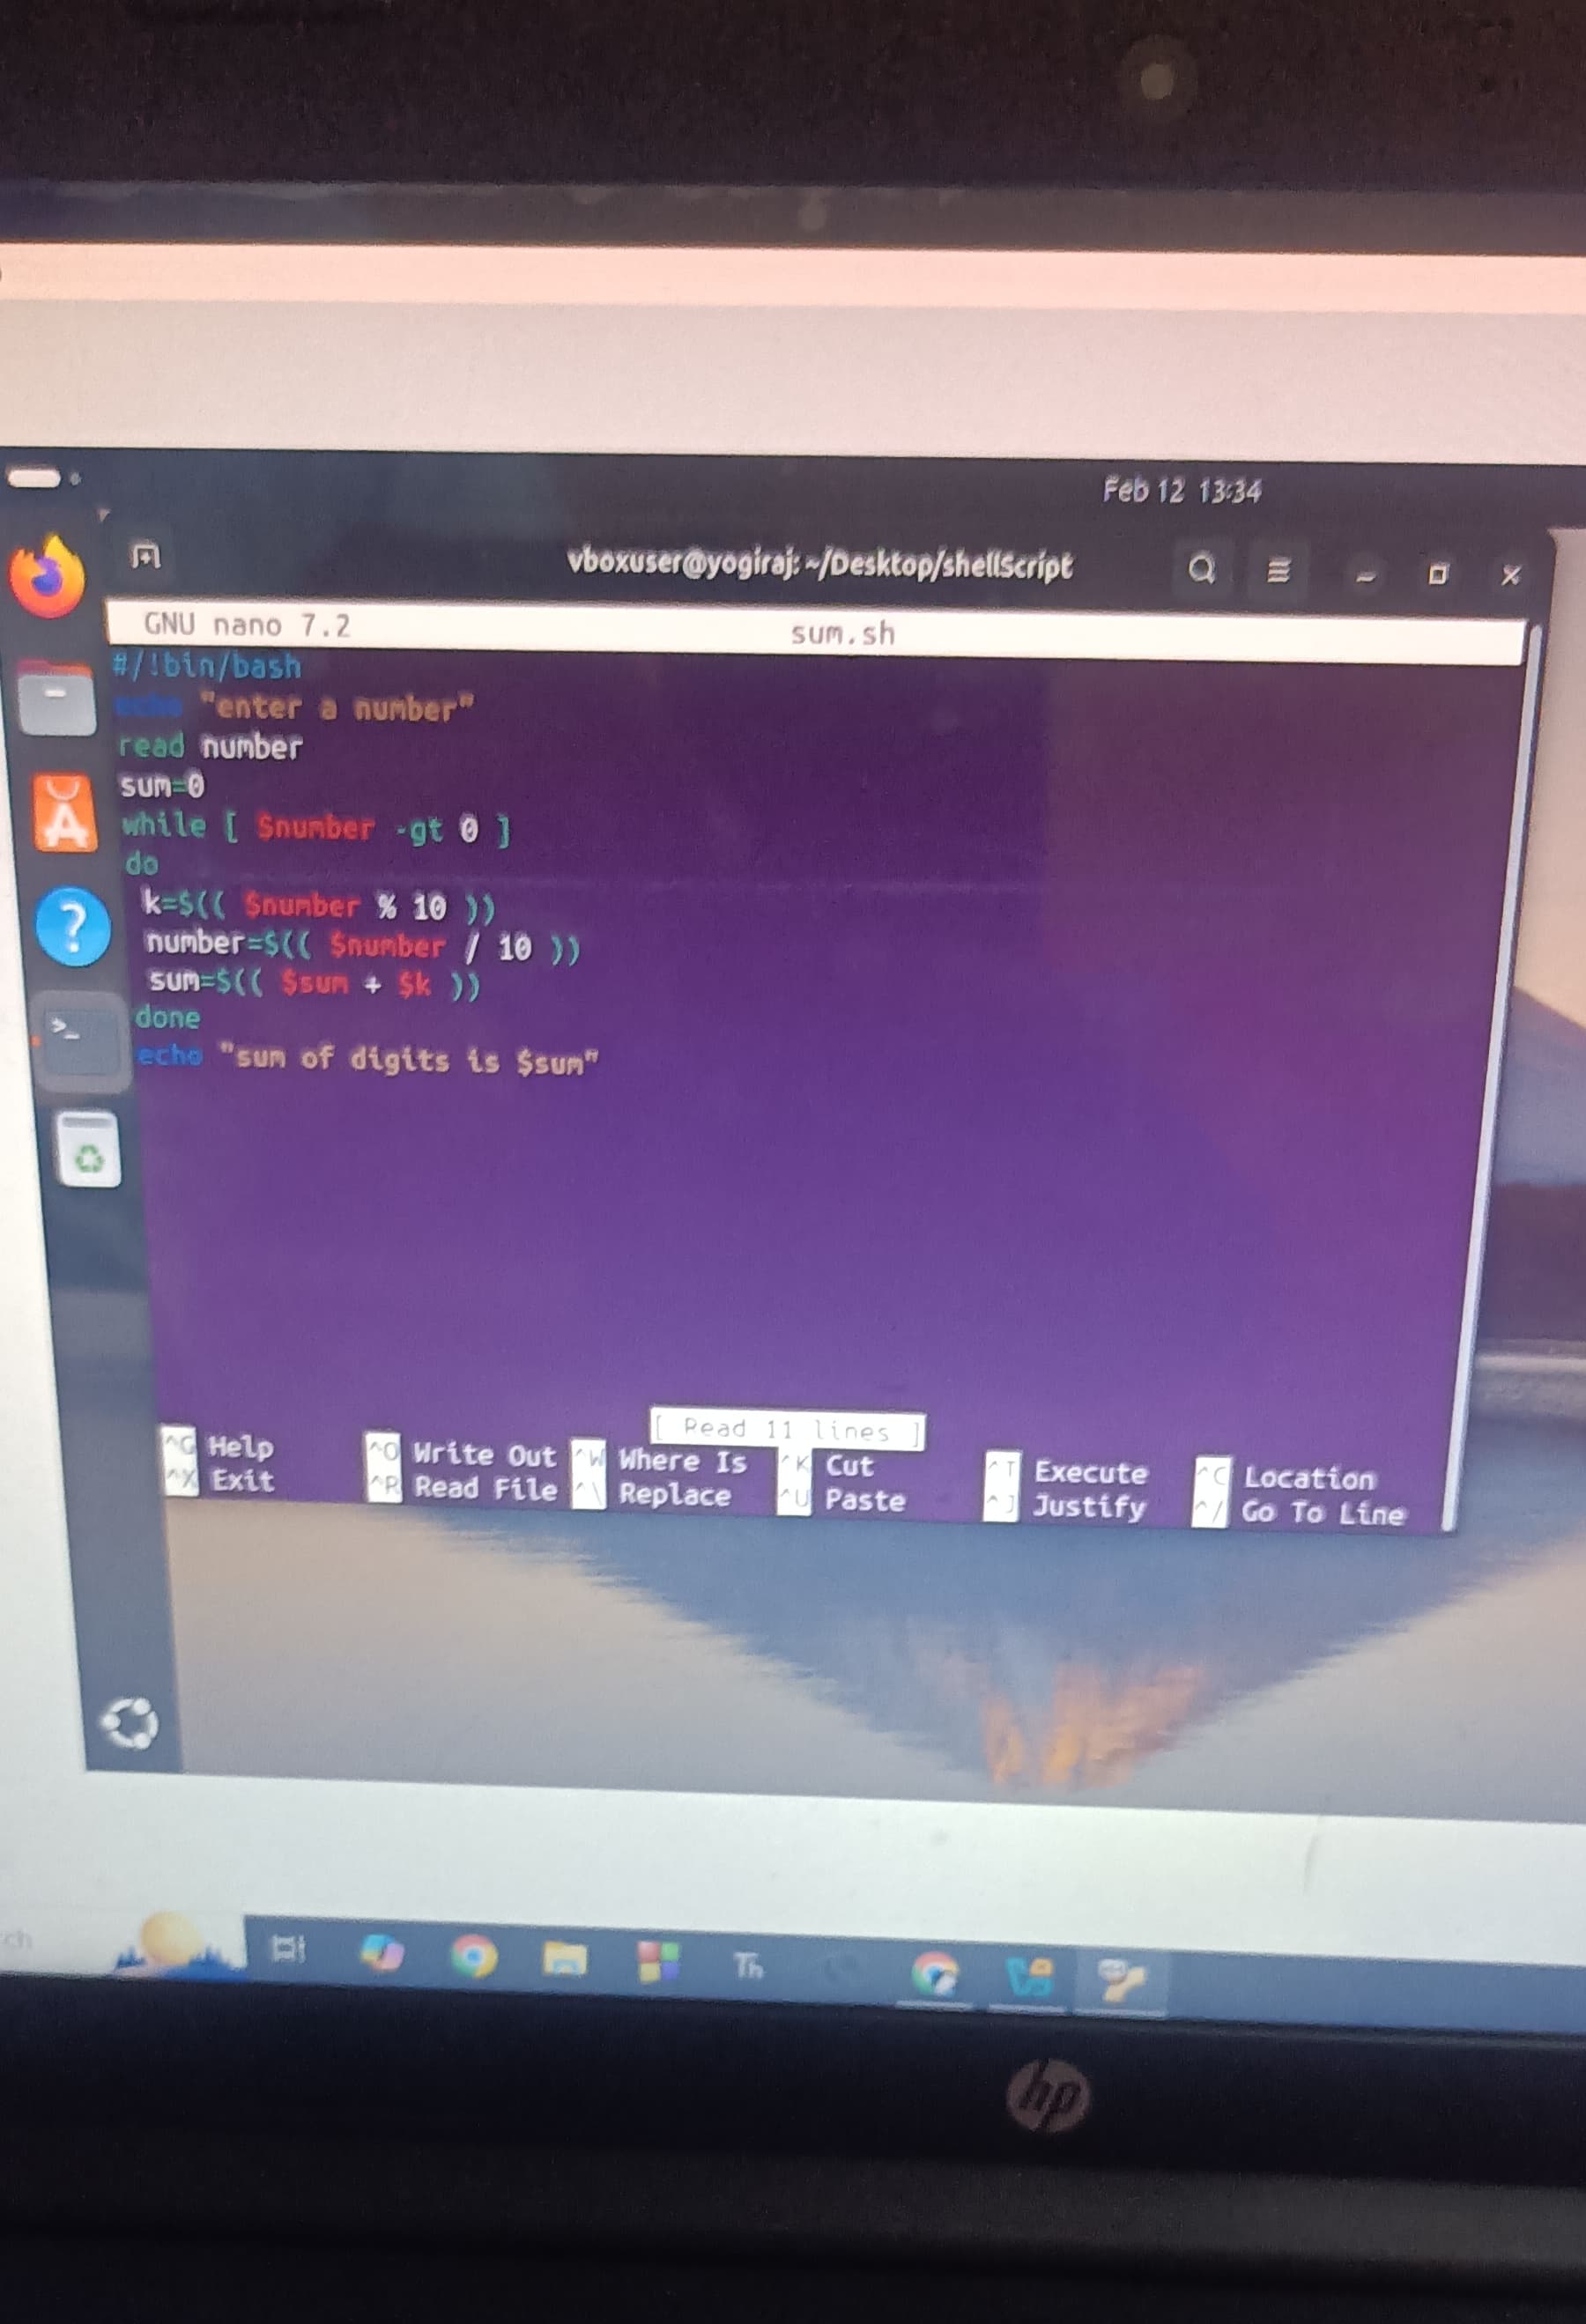 Feb 12 13:34
vboxuser@yogiraj: ~/Desktop/shellScript
GNU nano 7.2 sum.sh
#/!bin/bash
echo "enter a number"
read number
sum=0
while [ $number -gt 0 ]
do
k=$(( $number % 10 ))
number=$(( $number / 10 ))
sum=$(( $sum + $k ))
done
echo "sum of digits is $sum"
[ Read 11 lines ]
^G Help ^O Write Out ^W Where Is ^K Cut ^T Execute ^C Location
^X Exit ^R Read File ^\ Replace ^U Paste ^J Justify ^/ Go To Line
ch
Th
hp